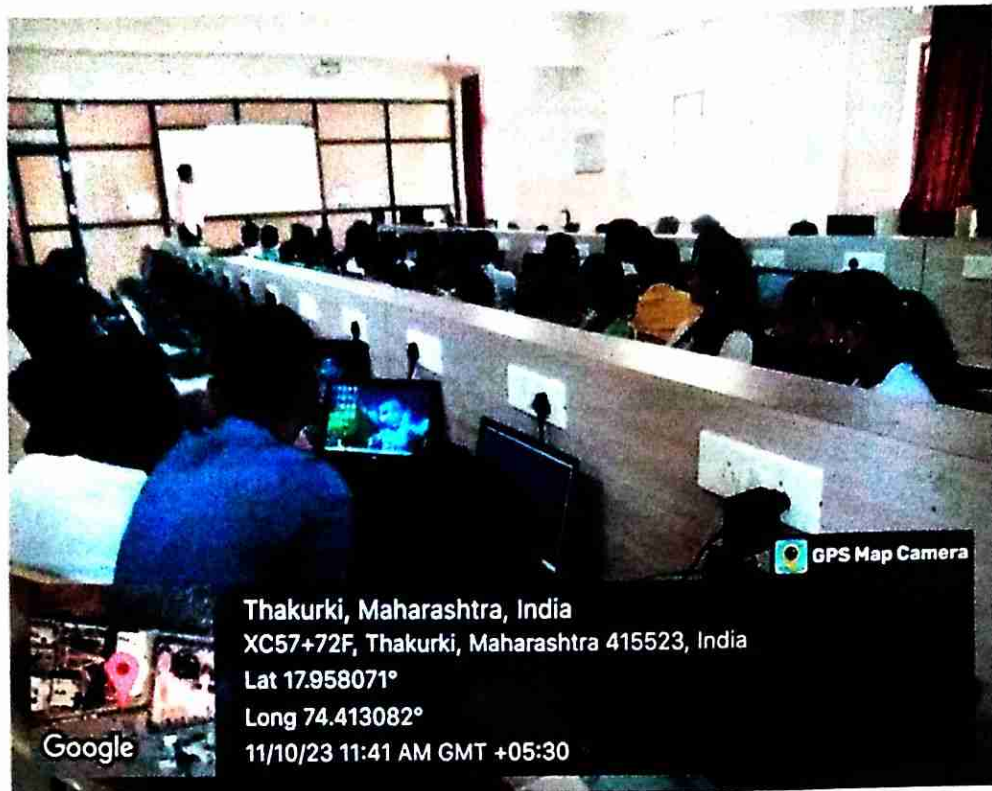 GPS Map Camera
Thakurki, Maharashtra, India
XC57+72F, Thakurki, Maharashtra 415523, India
Lat 17.958071°
Long 74.413082°
11/10/23 11:41 AM GMT +05:30
Google